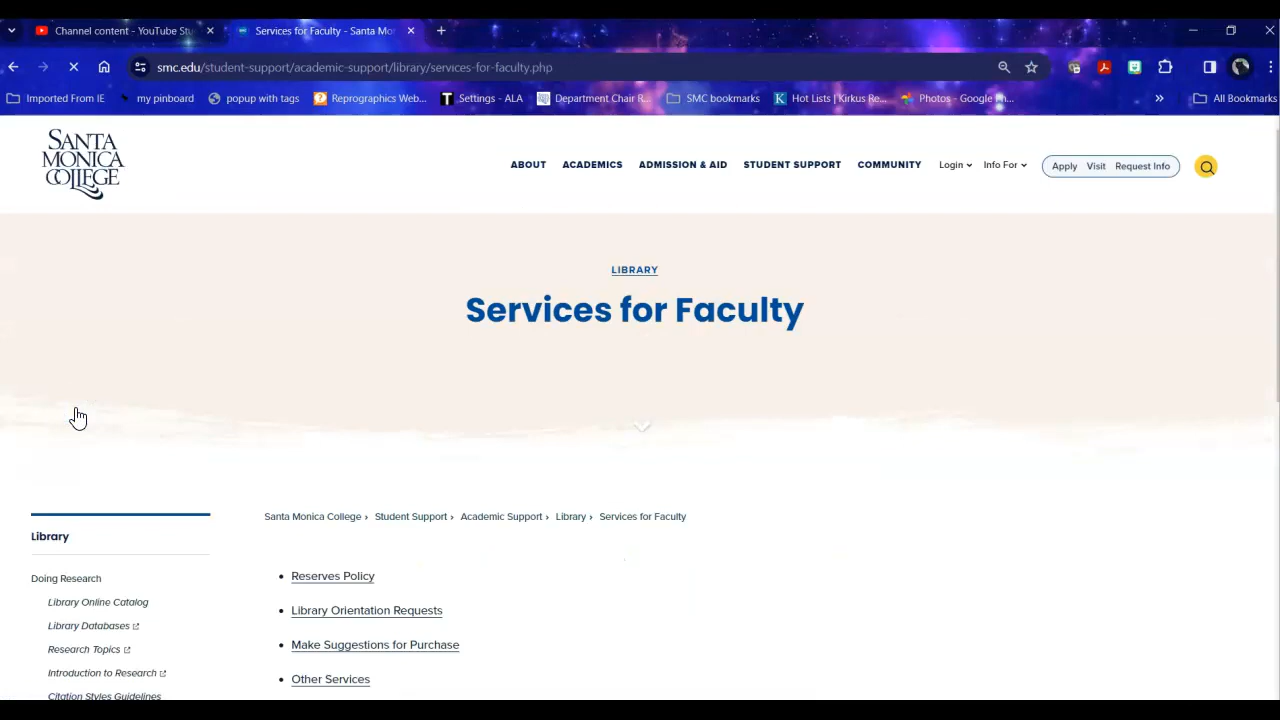 Channel content - YouTube Stu
Services for Faculty - Santa Mor
smc.edu/student-support/academic-support/library/services-for-faculty.php
Imported From IE
my pinboard
popup with tags
Reprographics Web...
Settings - ALA
Department Chair R...
SMC bookmarks
Hot Lists | Kirkus Re...
Photos - Google
All Bookmarks
SANTA
MONICA
COLLEGE
ABOUT
ACADEMICS
ADMISSION & AID
STUDENT SUPPORT
COMMUNITY
Login
Info For
Apply
Visit
Request Info
LIBRARY
Services for Faculty
Santa Monica College › Student Support › Academic Support › Library › Services for Faculty
Library
Doing Research
Library Online Catalog
Library Databases
Research Topics
Introduction to Research
Citation Styles Guidelines
• Reserves Policy
• Library Orientation Requests
• Make Suggestions for Purchase
• Other Services